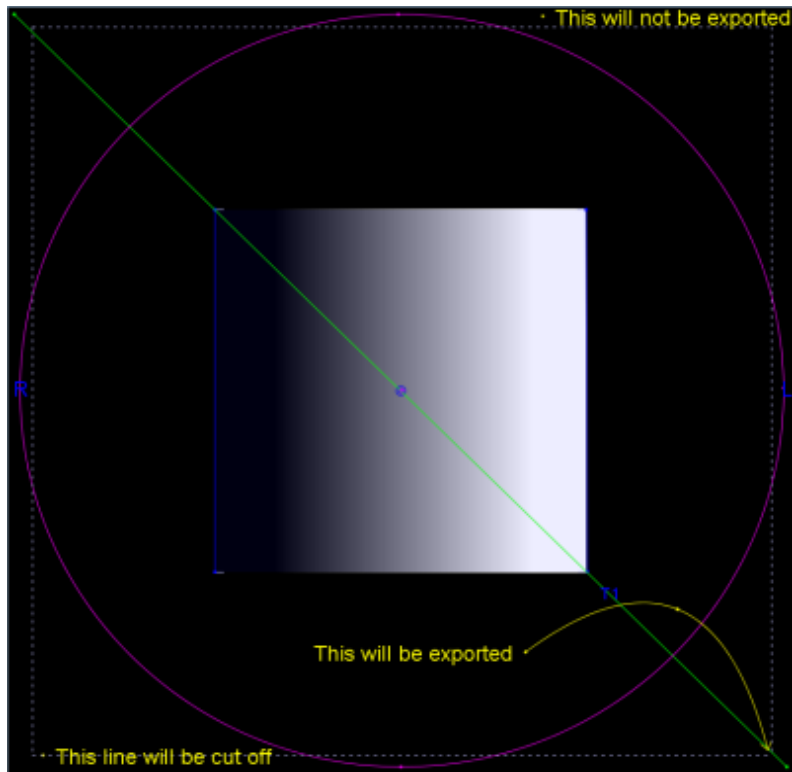 This will not be exported
R
L
T1
This will be exported
This line will be cut off